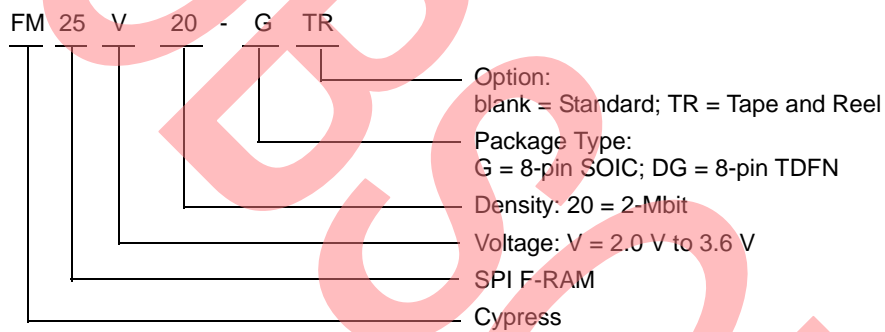 FM 25 V 20 - G TR
Option:
blank = Standard; TR = Tape and Reel
Package Type:
G = 8-pin SOIC; DG = 8-pin TDFN
Density: 20 = 2-Mbit
Voltage: V = 2.0 V to 3.6 V
SPI F-RAM
Cypress